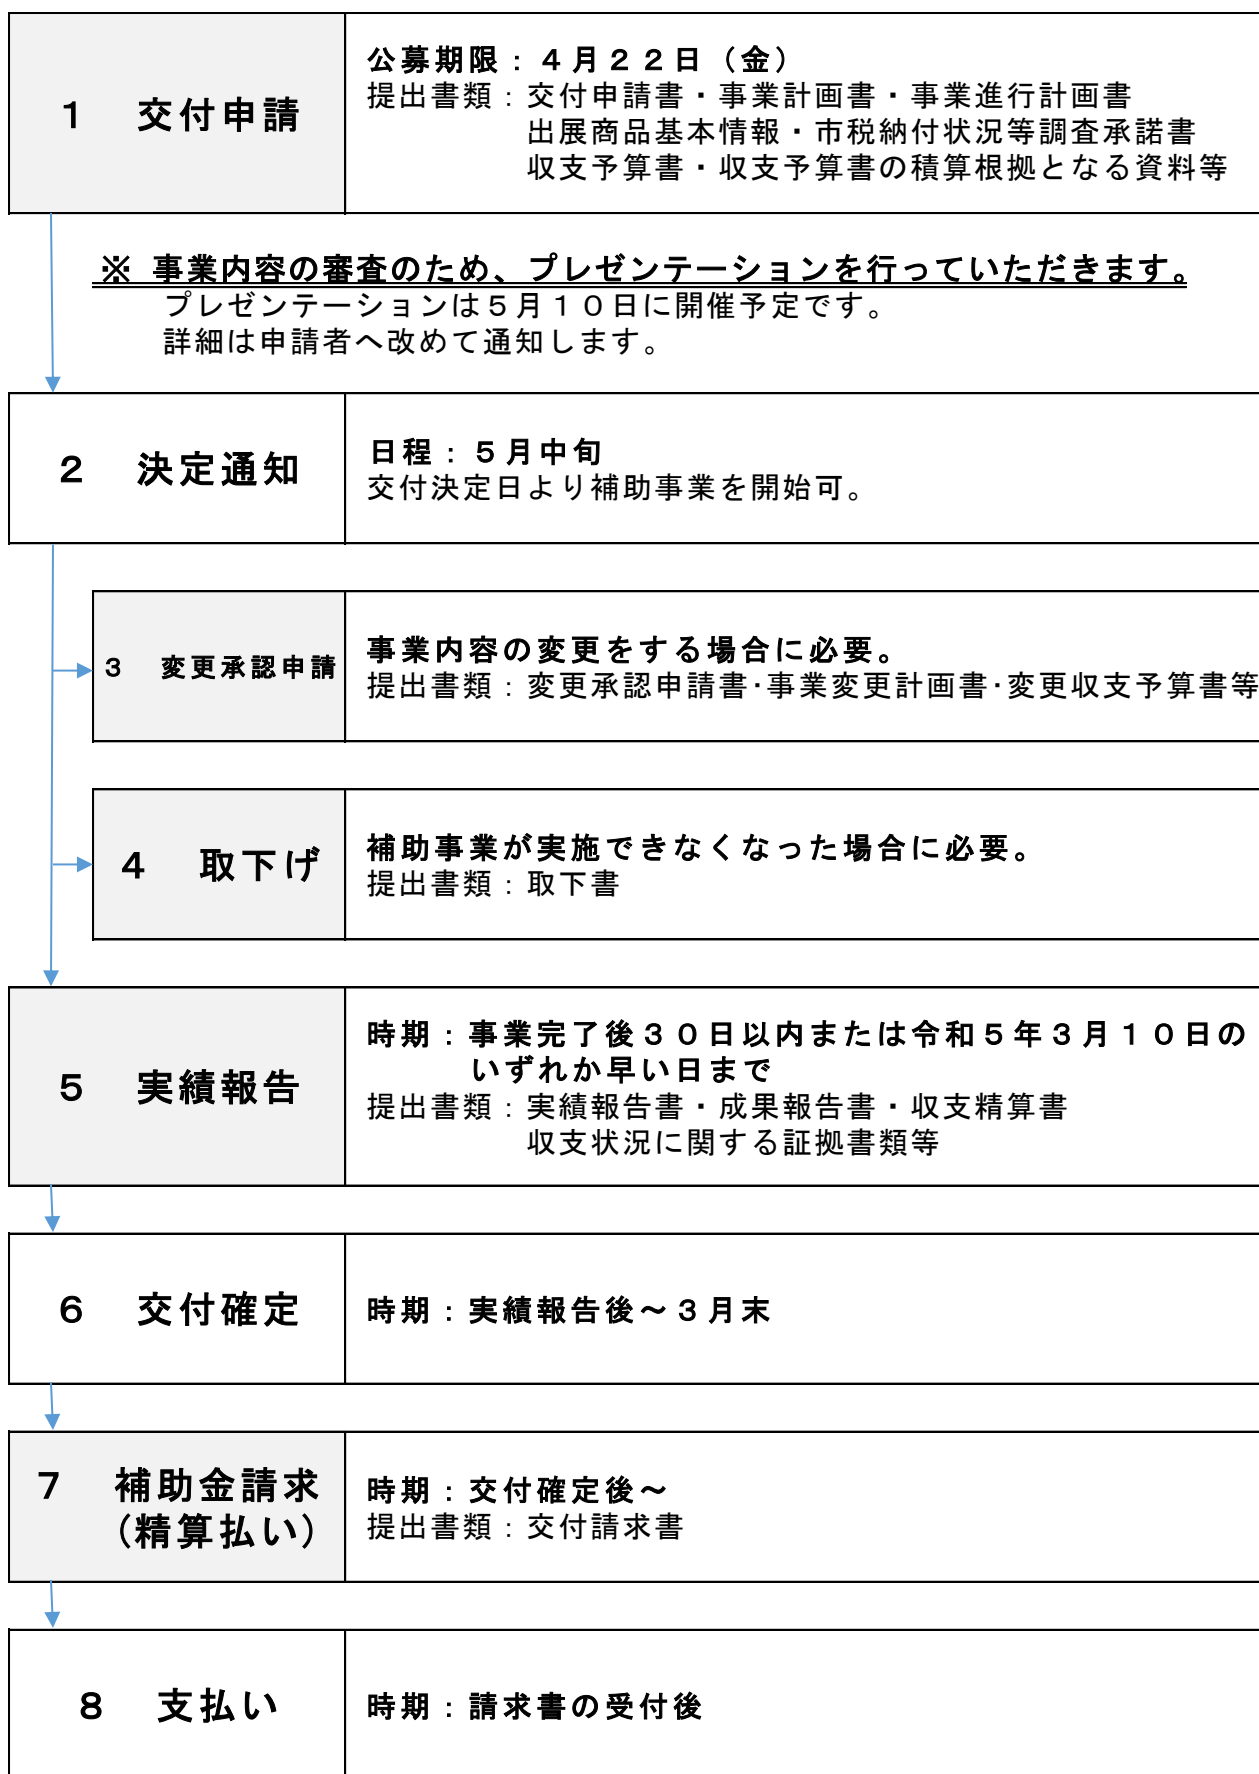 １　交付申請
公募期限：４月２２日（金）
提出書類：交付申請書・事業計画書・事業進行計画書
出展商品基本情報・市税納付状況等調査承諾書
収支予算書・収支予算書の積算根拠となる資料等
※ 事業内容の審査のため、プレゼンテーションを行っていただきます。
プレゼンテーションは５月１０日に開催予定です。
詳細は申請者へ改めて通知します。
２　決定通知
日程：５月中旬
交付決定日より補助事業を開始可。
３　変更承認申請
事業内容の変更をする場合に必要。
提出書類：変更承認申請書・事業変更計画書・変更収支予算書等
４　取下げ
補助事業が実施できなくなった場合に必要。
提出書類：取下書
５　実績報告
時期：事業完了後３０日以内または令和５年３月１０日の
いずれか早い日まで
提出書類：実績報告書・成果報告書・収支精算書
収支状況に関する証拠書類等
６　交付確定
時期：実績報告後～３月末
７　補助金請求
（精算払い）
時期：交付確定後～
提出書類：交付請求書
８　支払い
時期：請求書の受付後